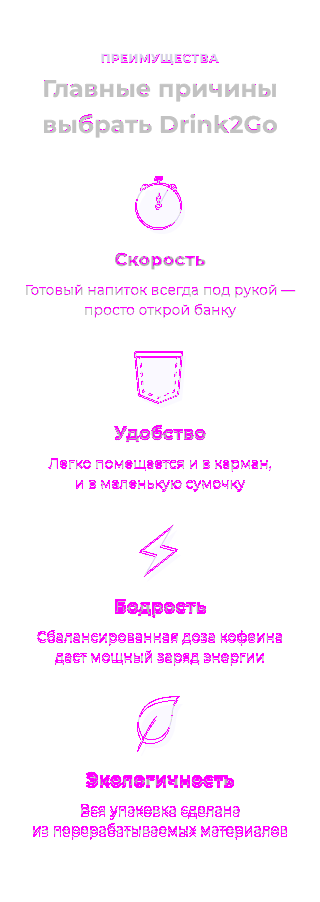 ПРЕИМУЩЕСТВА
Главные причины
выбрать Drink2Go
$
Скорость
Готовый напиток всегда под рукой —
просто открой банку
Удобство
Легко помещается и в карман,
и в маленькую сумочку
Бодрость
Сбалансированная доза кофеина
дает мощный заряд энергии
Экологичность
Вся упаковка сделана
из перерабатываемых материалов